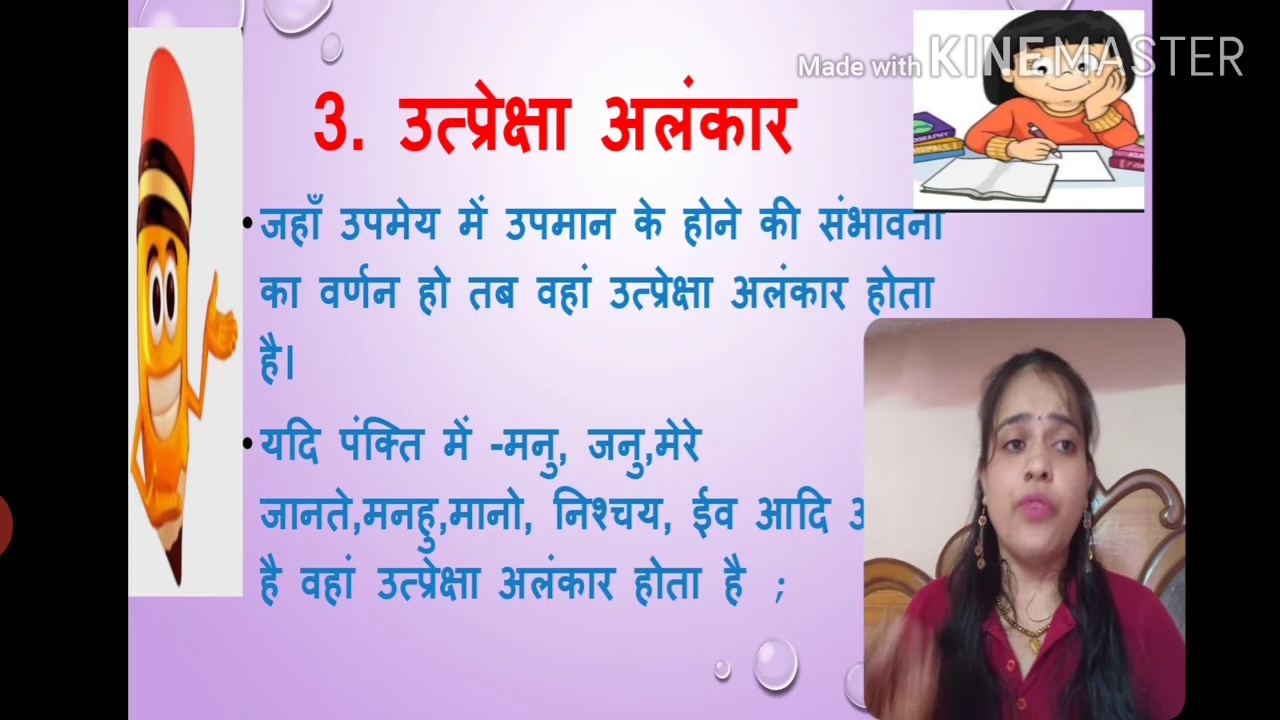 Made with KINEMASTER
3. उत्प्रेक्षा अलंकार
जहाँ उपमेय में उपमान के होने की संभावना
का वर्णन हो तब वहां उत्प्रेक्षा अलंकार होता
है।
यदि पंक्ति में -मनु, जनु,मेरे
जानते,मनहु,मानो, निश्चय, ईव आदि
है वहां उत्प्रेक्षा अलंकार होता है ;